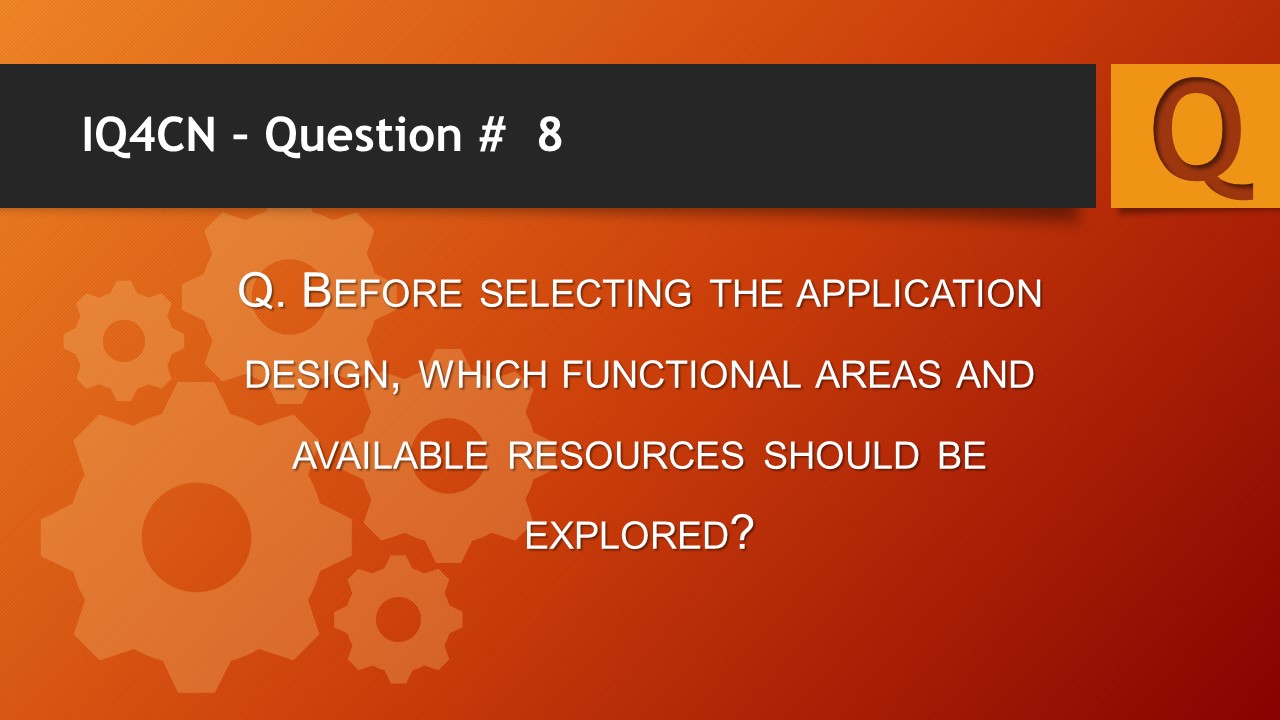 IQ4CN – Question #  8
Q
Q. Before selecting the application
design, which functional areas and
available resources should be
explored?